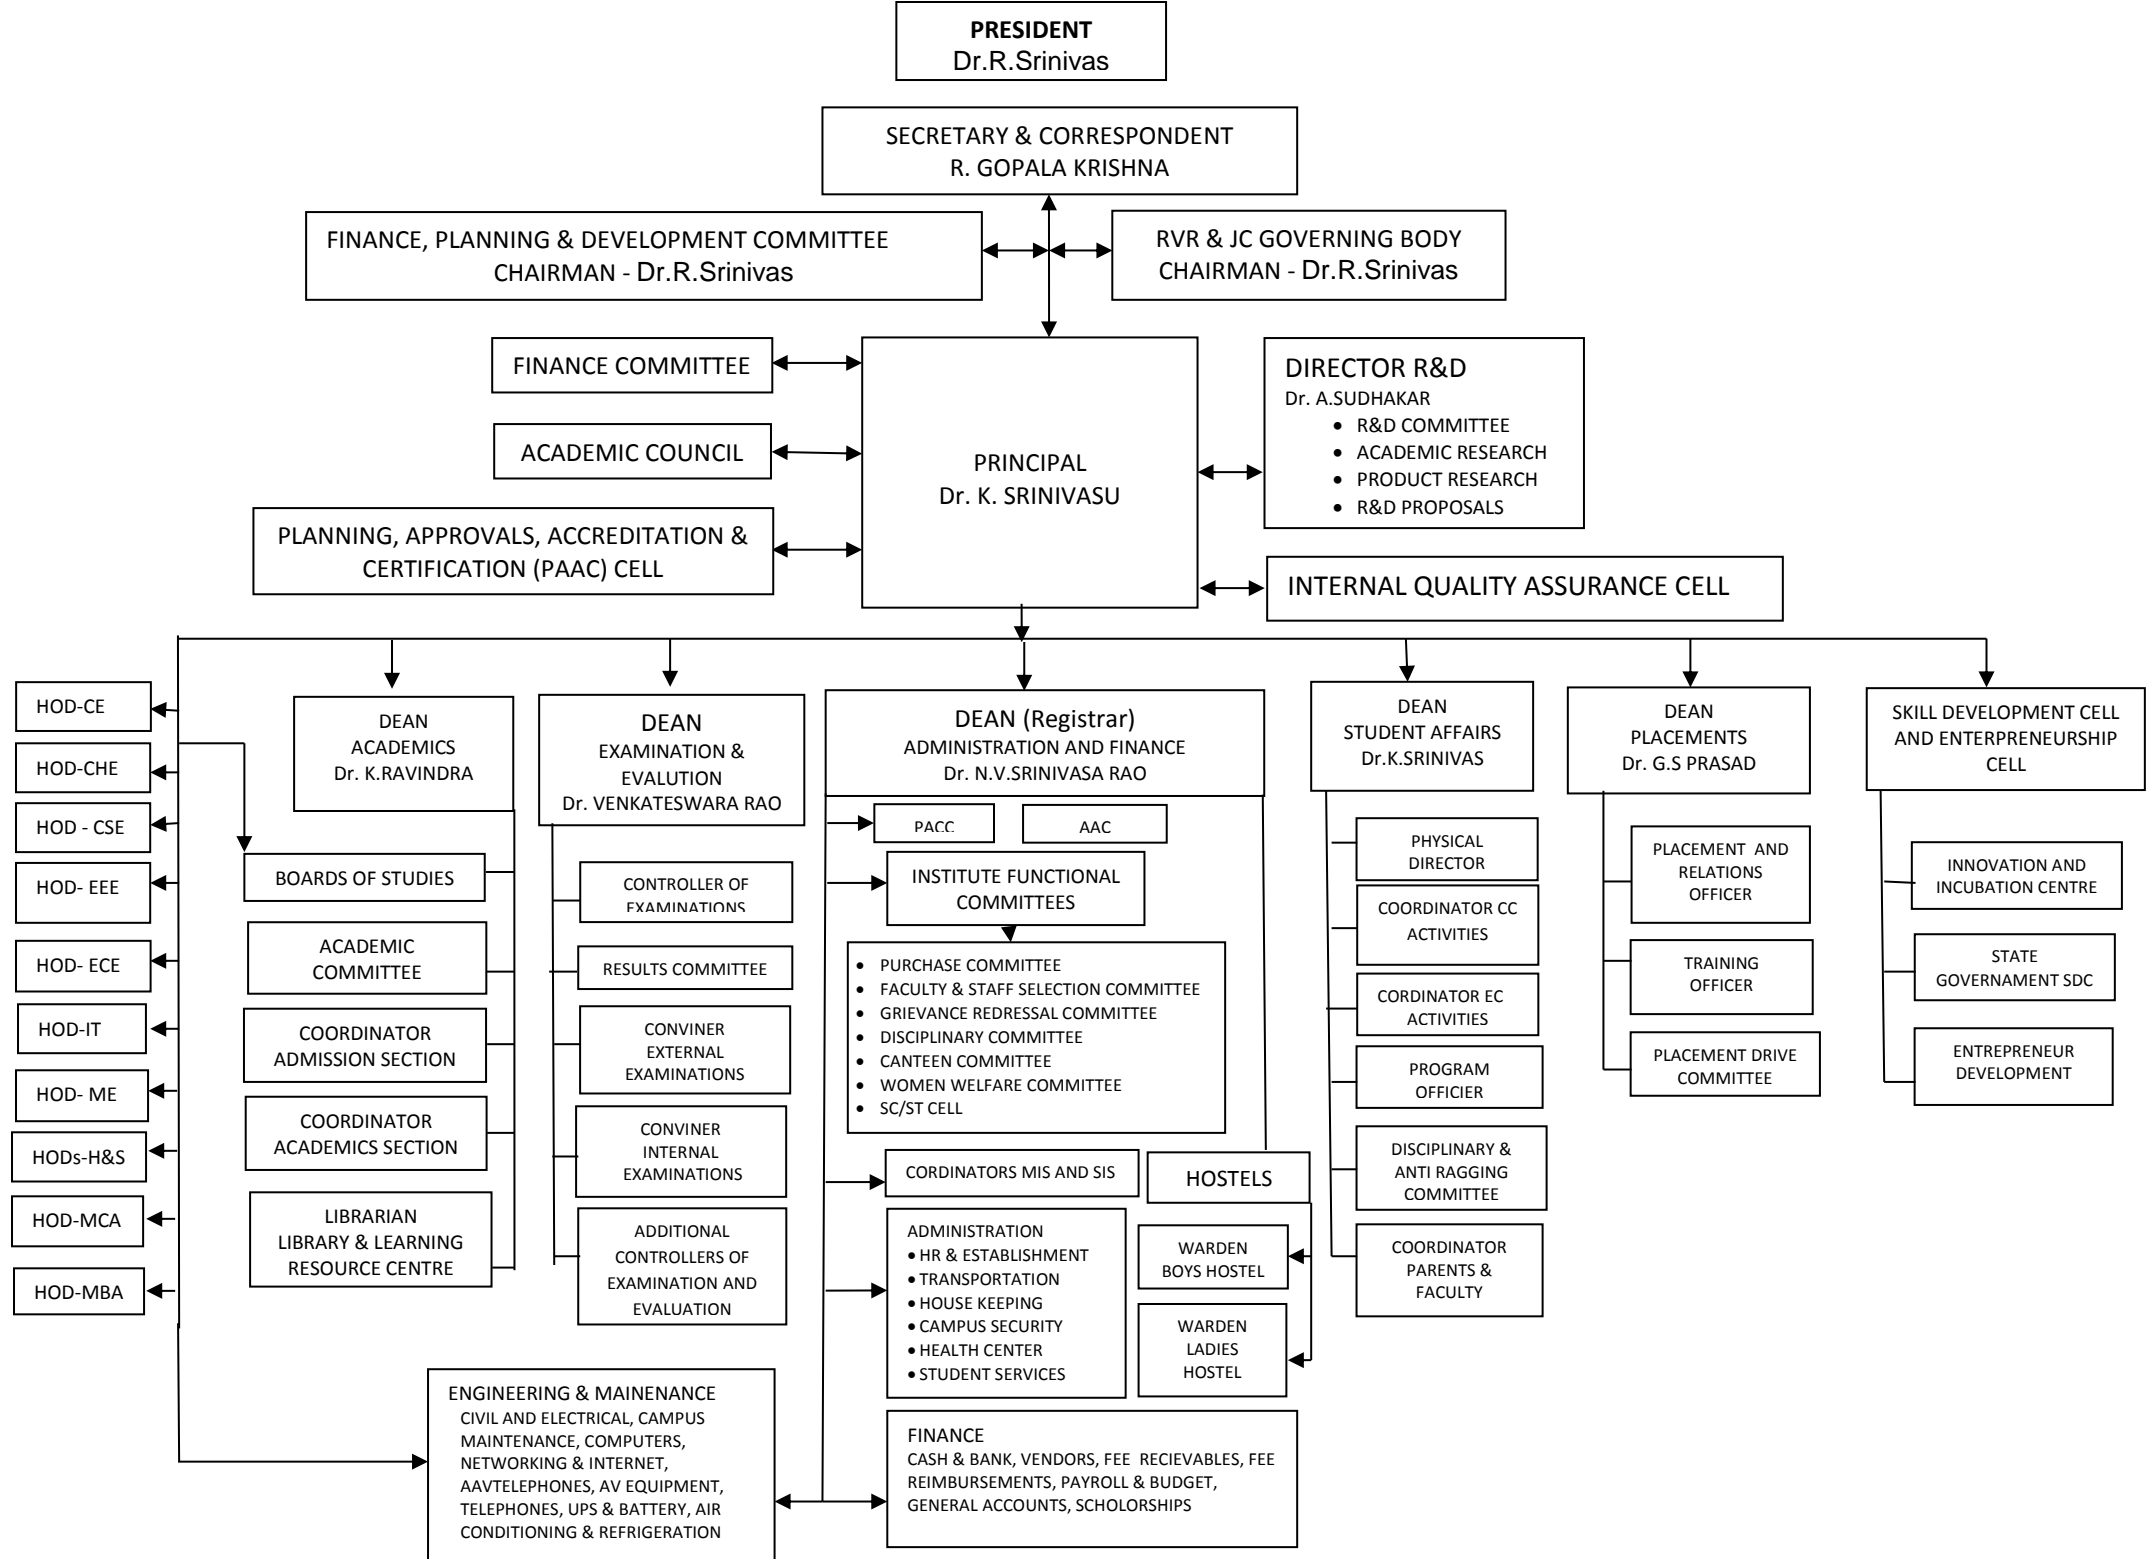 PRESIDENT
Dr.R.Srinivas
SECRETARY & CORRESPONDENT
R. GOPALA KRISHNA
FINANCE, PLANNING & DEVELOPMENT COMMITTEE
CHAIRMAN - Dr.R.Srinivas
RVR & JC GOVERNING BODY
CHAIRMAN - Dr.R.Srinivas
FINANCE COMMITTEE
ACADEMIC COUNCIL
PLANNING, APPROVALS, ACCREDITATION &
CERTIFICATION (PAAC) CELL
PRINCIPAL
Dr. K. SRINIVASU
DIRECTOR R&D
Dr. A.SUDHAKAR
• R&D COMMITTEE
• ACADEMIC RESEARCH
• PRODUCT RESEARCH
• R&D PROPOSALS
INTERNAL QUALITY ASSURANCE CELL
HOD-CE
HOD-CHE
HOD - CSE
HOD- EEE
HOD- ECE
HOD-IT
HOD- ME
HODs-H&S
HOD-MCA
HOD-MBA
DEAN
ACADEMICS
Dr. K.RAVINDRA
BOARDS OF STUDIES
ACADEMIC
COMMITTEE
COORDINATOR
ADMISSION SECTION
COORDINATOR
ACADEMICS SECTION
LIBRARIAN
LIBRARY & LEARNING
RESOURCE CENTRE
DEAN
EXAMINATION &
EVALUTION
Dr. VENKATESWARA RAO
CONTROLLER OF
EXAMINATIONS
RESULTS COMMITTEE
CONVINER
EXTERNAL
EXAMINATIONS
CONVINER
INTERNAL
EXAMINATIONS
ADDITIONAL
CONTROLLERS OF
EXAMINATION AND
EVALUATION
DEAN (Registrar)
ADMINISTRATION AND FINANCE
Dr. N.V.SRINIVASA RAO
PACC
AAC
INSTITUTE FUNCTIONAL
COMMITTEES
• PURCHASE COMMITTEE
• FACULTY & STAFF SELECTION COMMITTEE
• GRIEVANCE REDRESSAL COMMITTEE
• DISCIPLINARY COMMITTEE
• CANTEEN COMMITTEE
• WOMEN WELFARE COMMITTEE
• SC/ST CELL
CORDINATORS MIS AND SIS
HOSTELS
ADMINISTRATION
• HR & ESTABLISHMENT
• TRANSPORTATION
• HOUSE KEEPING
• CAMPUS SECURITY
• HEALTH CENTER
• STUDENT SERVICES
WARDEN
BOYS HOSTEL
WARDEN
LADIES
HOSTEL
ENGINEERING & MAINENANCE
CIVIL AND ELECTRICAL, CAMPUS
MAINTENANCE, COMPUTERS,
NETWORKING & INTERNET,
AAVTELEPHONES, AV EQUIPMENT,
TELEPHONES, UPS & BATTERY, AIR
CONDITIONING & REFRIGERATION
FINANCE
CASH & BANK, VENDORS, FEE RECIEVABLES, FEE
REIMBURSEMENTS, PAYROLL & BUDGET,
GENERAL ACCOUNTS, SCHOLORSHIPS
DEAN
STUDENT AFFAIRS
Dr.K.SRINIVAS
PHYSICAL
DIRECTOR
COORDINATOR CC
ACTIVITIES
CORDINATOR EC
ACTIVITIES
PROGRAM
OFFICIER
DISCIPLINARY &
ANTI RAGGING
COMMITTEE
COORDINATOR
PARENTS &
FACULTY
DEAN
PLACEMENTS
Dr. G.S PRASAD
PLACEMENT AND
RELATIONS
OFFICER
TRAINING
OFFICER
PLACEMENT DRIVE
COMMITTEE
SKILL DEVELOPMENT CELL
AND ENTERPRENEURSHIP
CELL
INNOVATION AND
INCUBATION CENTRE
STATE
GOVERNAMENT SDC
ENTREPRENEUR
DEVELOPMENT